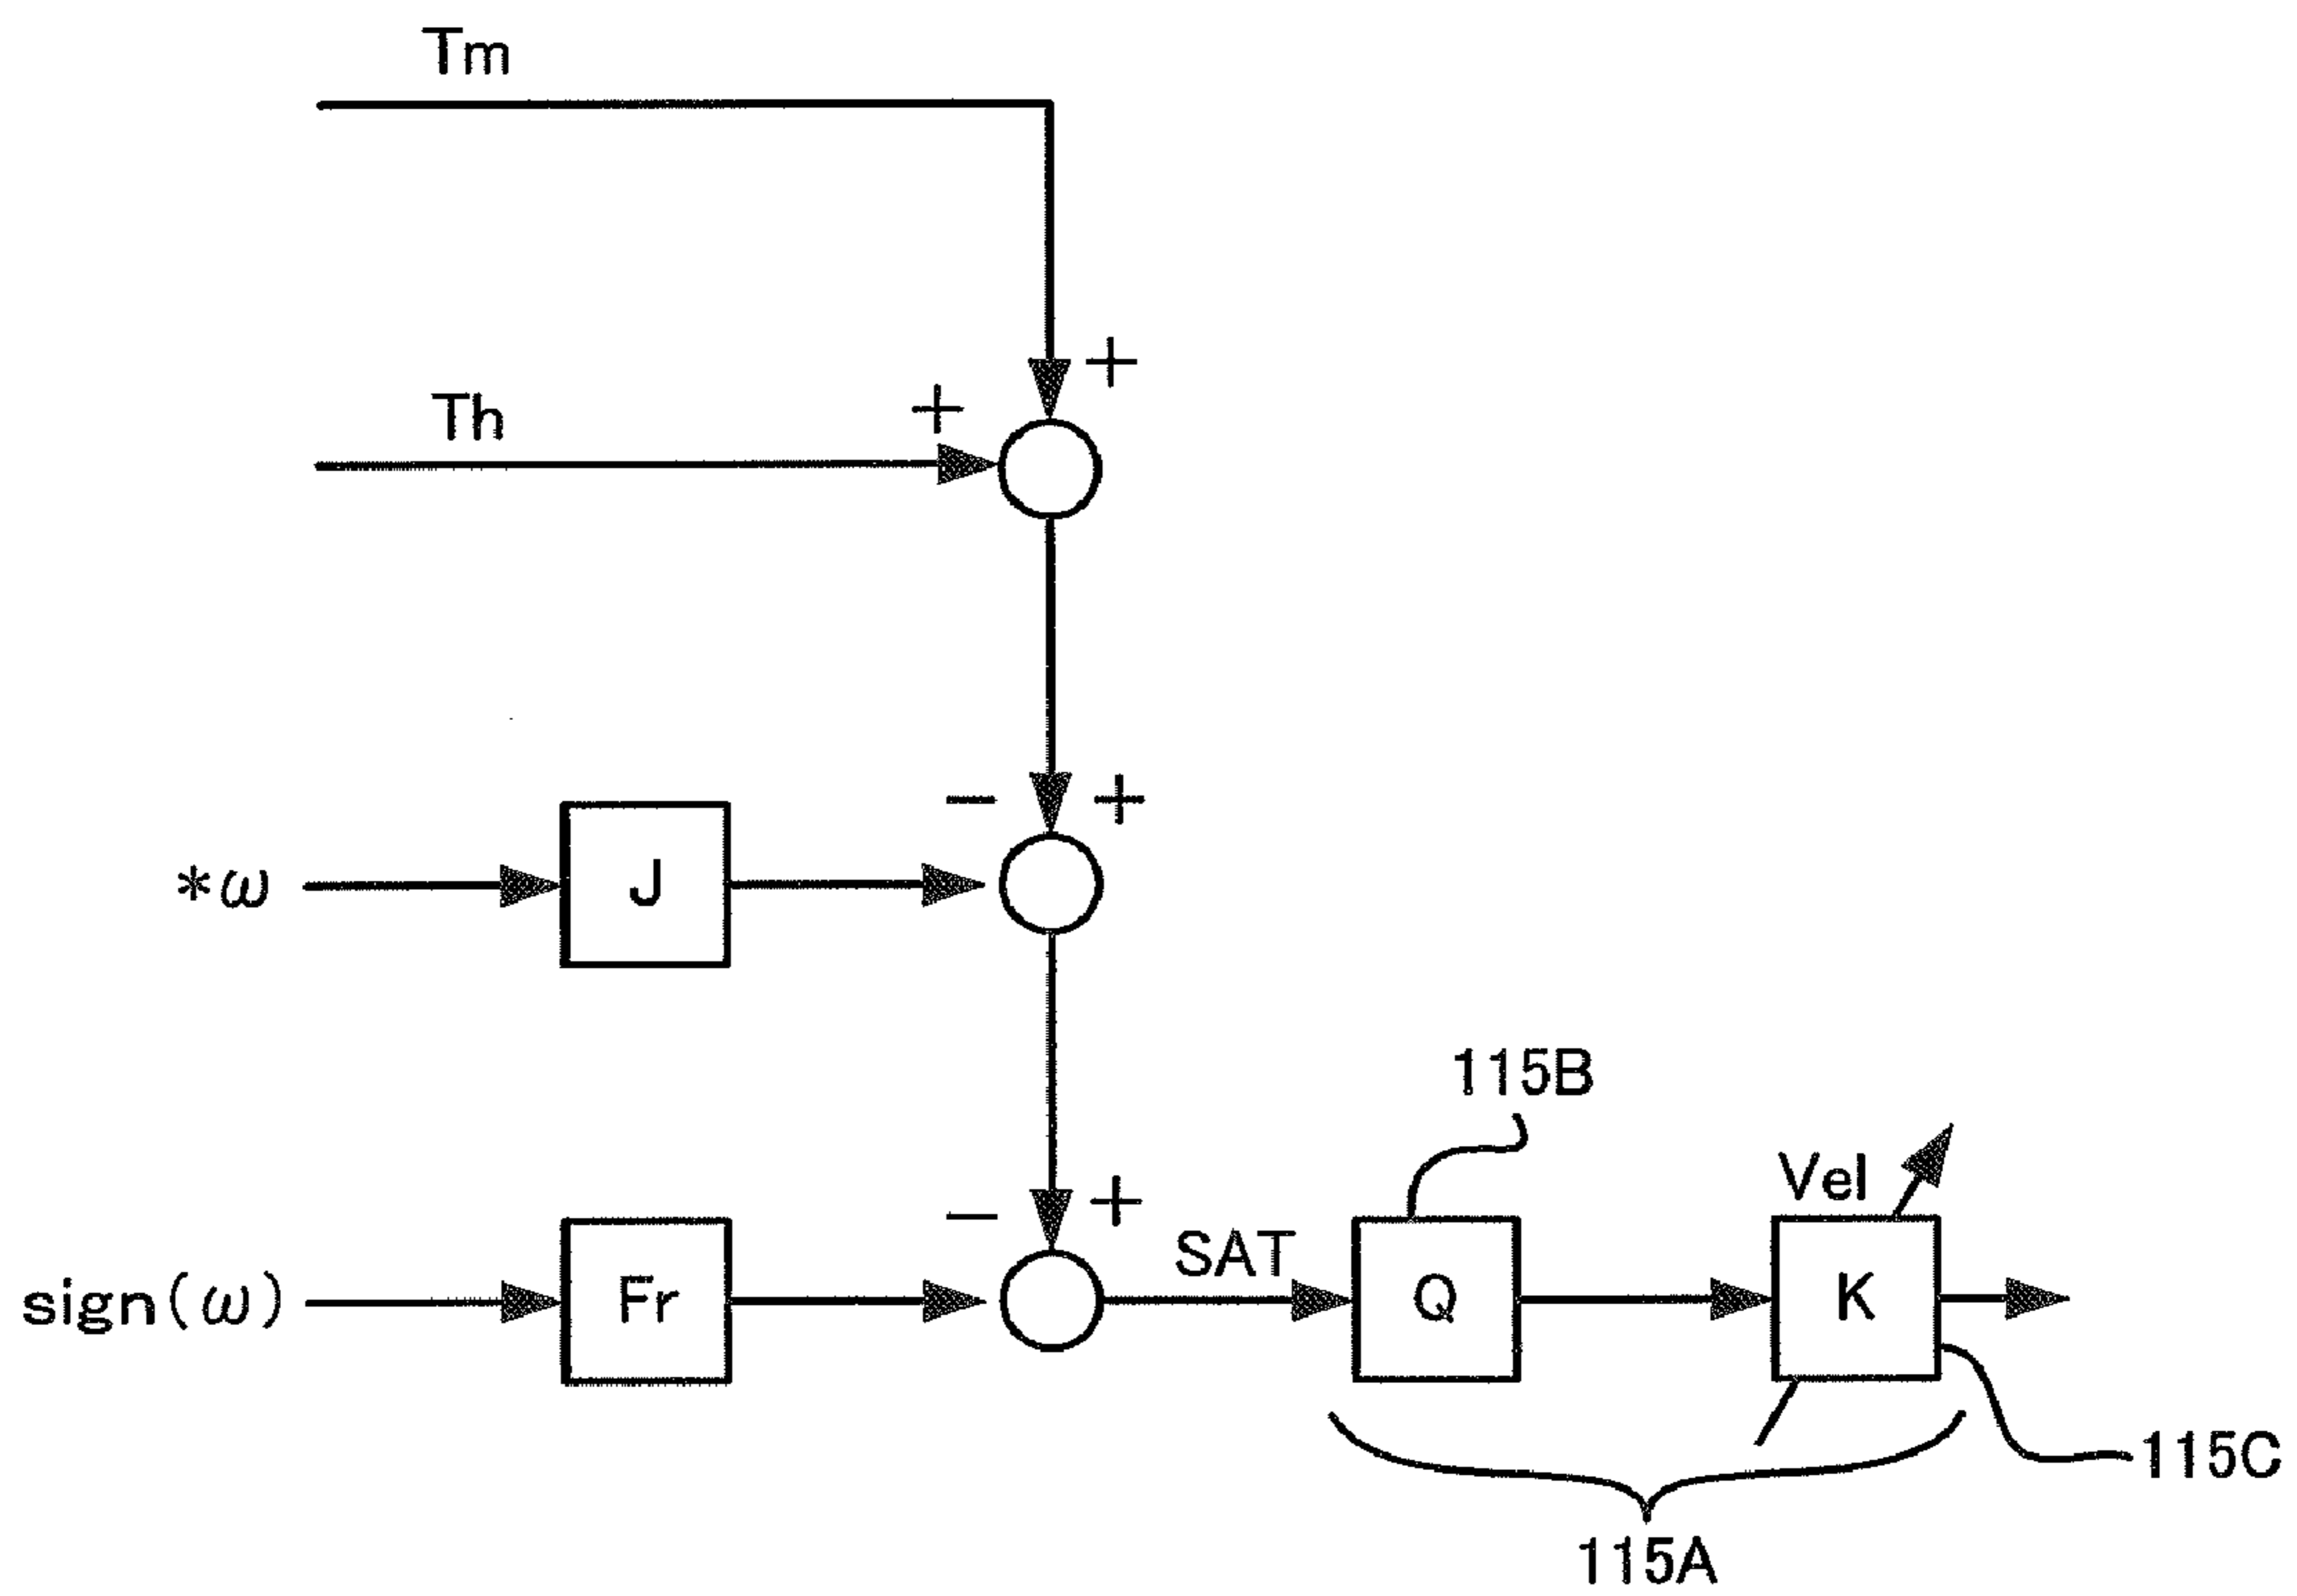 Tm
+
Th +
− +
*ω J
115B
− + Vel
SAT
sign(ω) Fr Q K
115C
115A